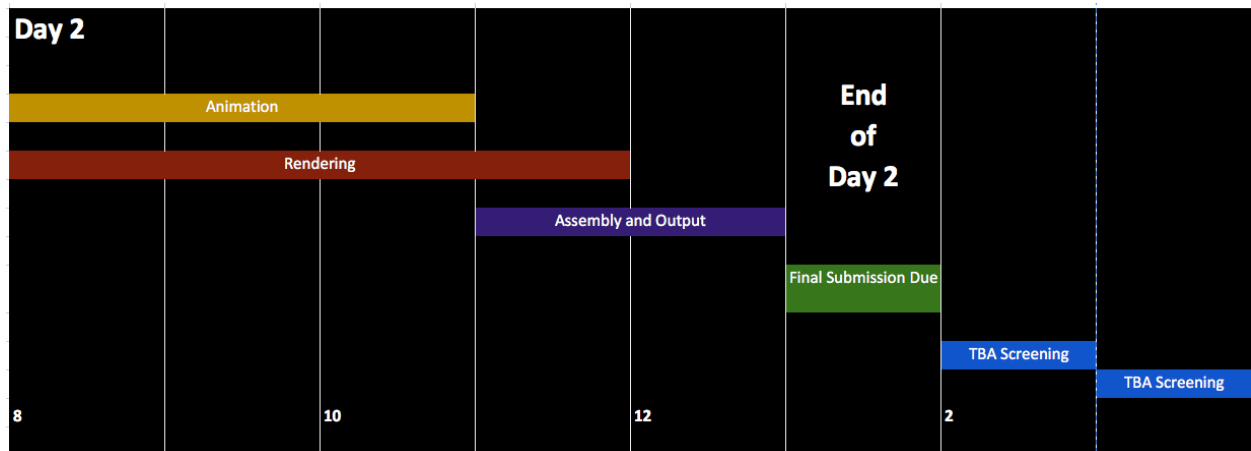 Day 2
Animation
End
of
Day 2
Rendering
Assembly and Output
Final Submission Due
TBA Screening
TBA Screening
8
10
12
2